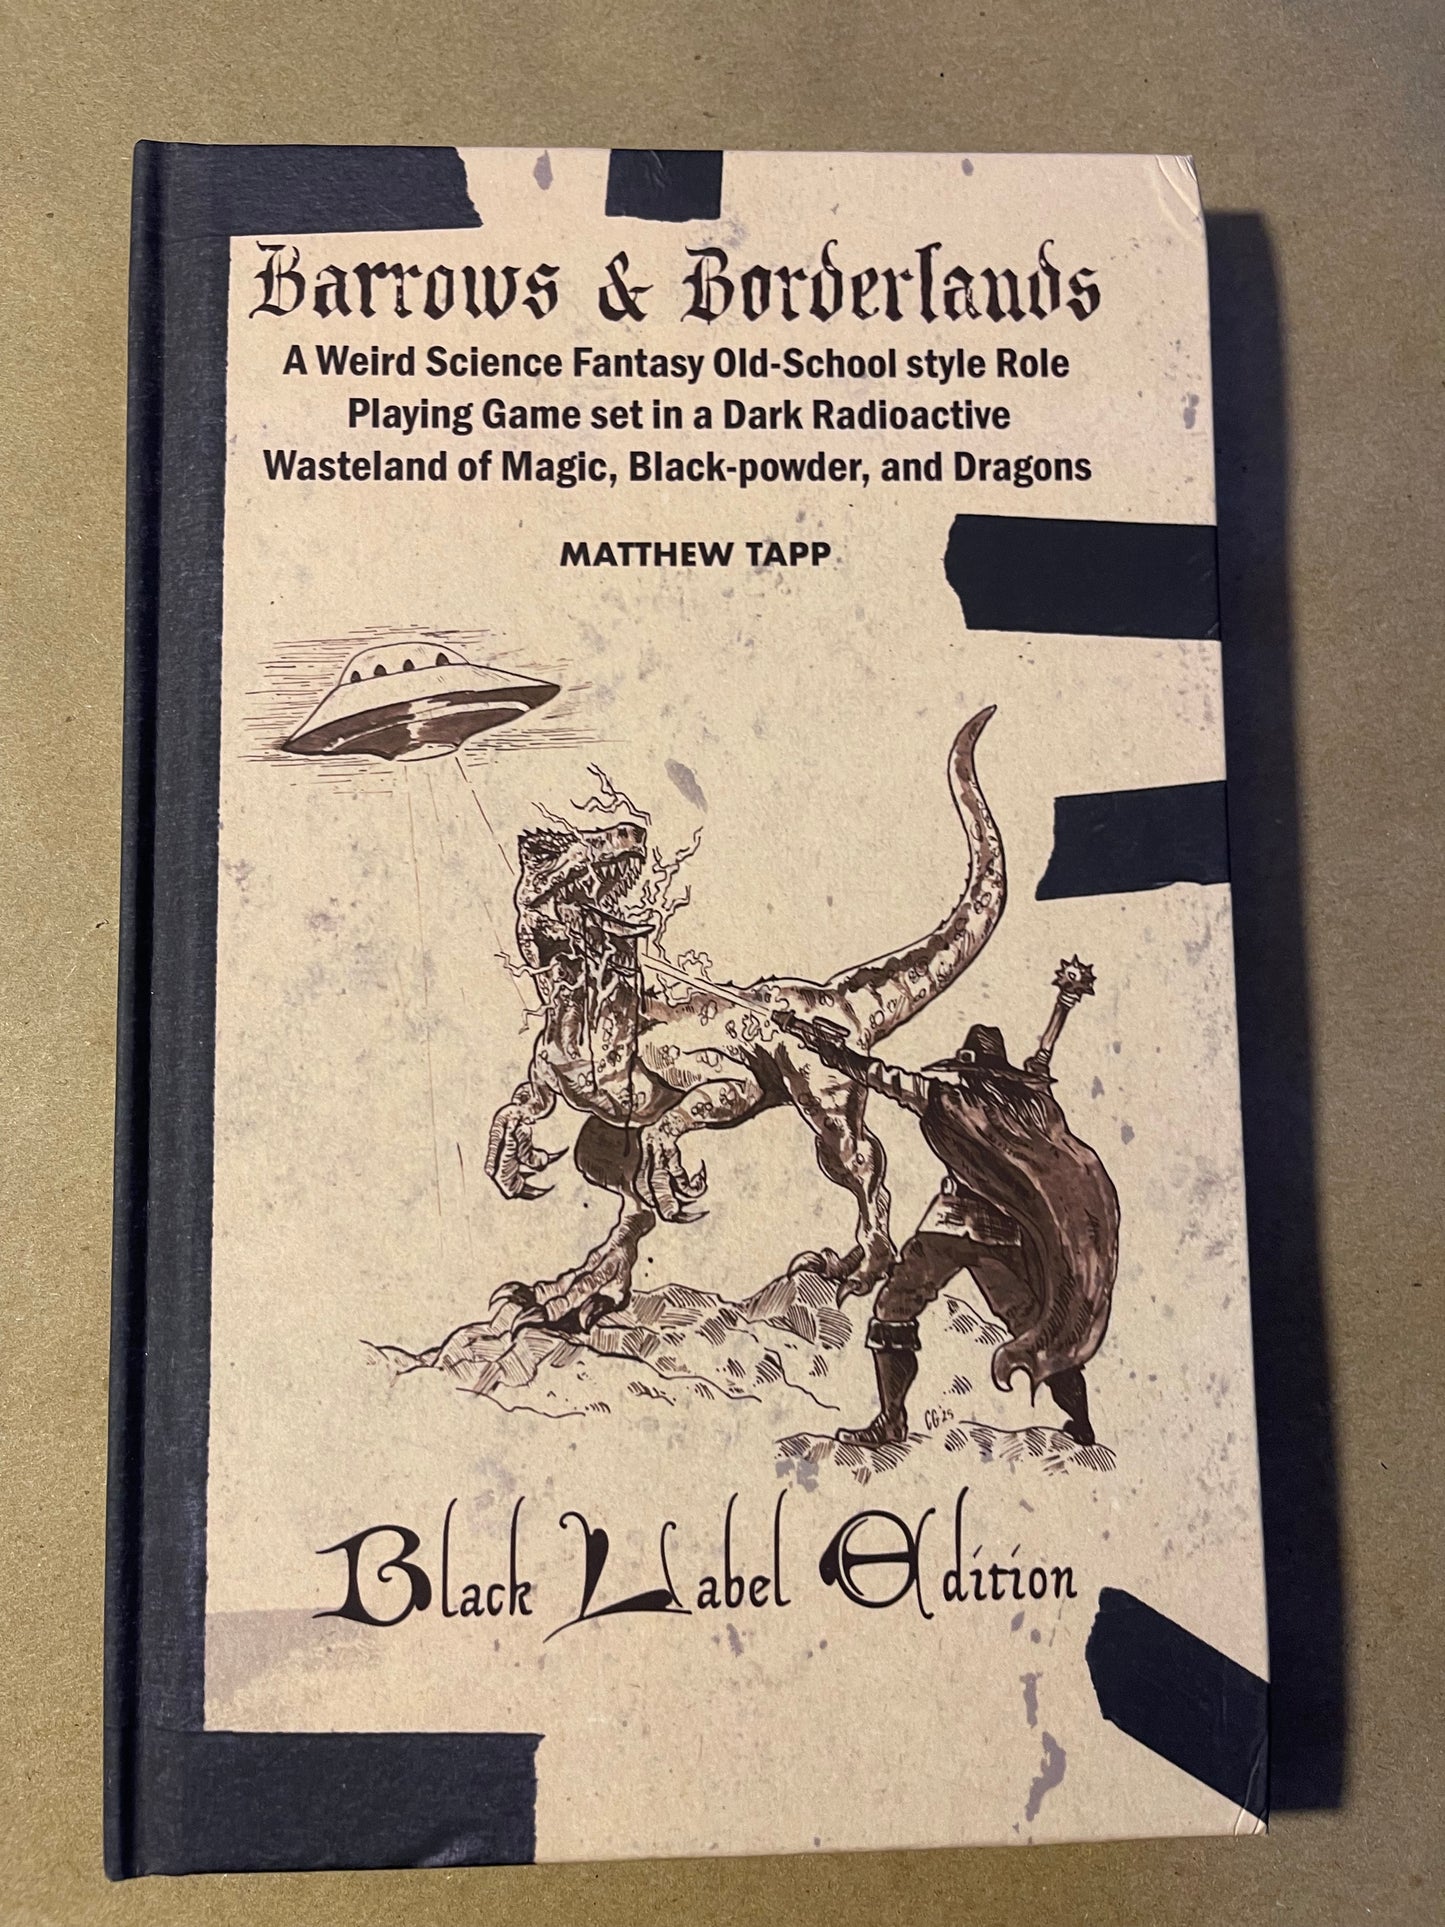 Barrows & Borderlands
A Weird Science Fantasy Old-School style Role
Playing Game set in a Dark Radioactive
Wasteland of Magic, Black-powder, and Dragons
MATTHEW TAPP
CG'25
Black Label Edition